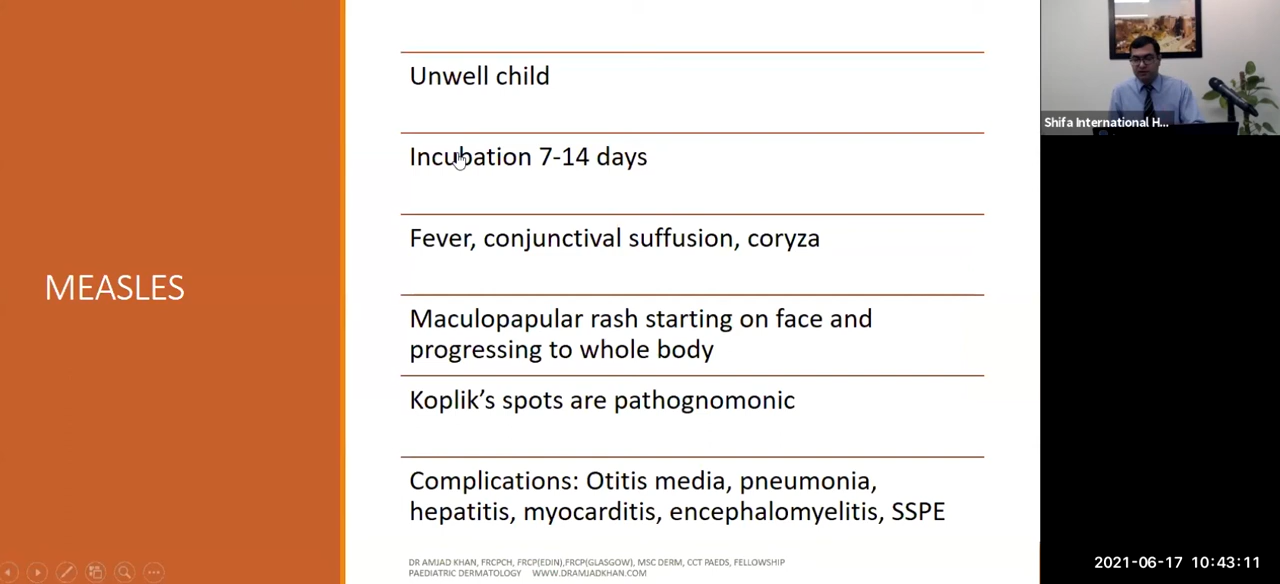 MEASLES
Unwell child
Incubation 7-14 days
Fever, conjunctival suffusion, coryza
Maculopapular rash starting on face and
progressing to whole body
Koplik’s spots are pathognomonic
Complications: Otitis media, pneumonia,
hepatitis, myocarditis, encephalomyelitis, SSPE
DR AMJAD KHAN, FRCPCH, FRCP(EDIN),FRCP(GLASGOW), MSC DERM, CCT PAEDS, FELLOWSHIP
PAEDIATRIC DERMATOLOGY WWW.DRAMJADKHAN.COM
Shifa International H...
2021-06-17 10:43:11